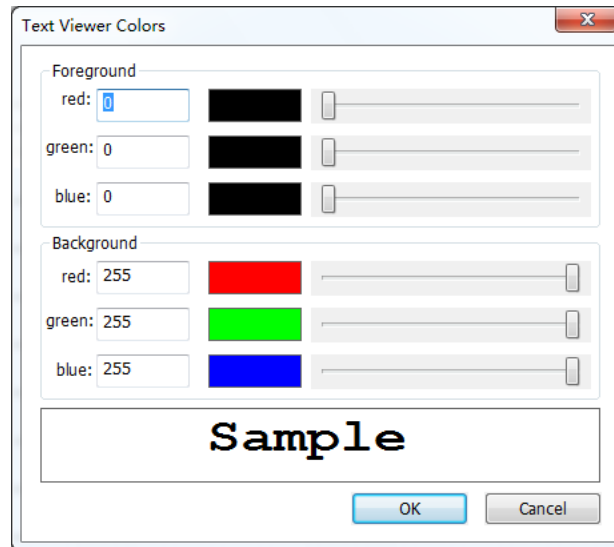 Text Viewer Colors
Foreground
red: 0
green: 0
blue: 0
Background
red: 255
green: 255
blue: 255
Sample
OK Cancel